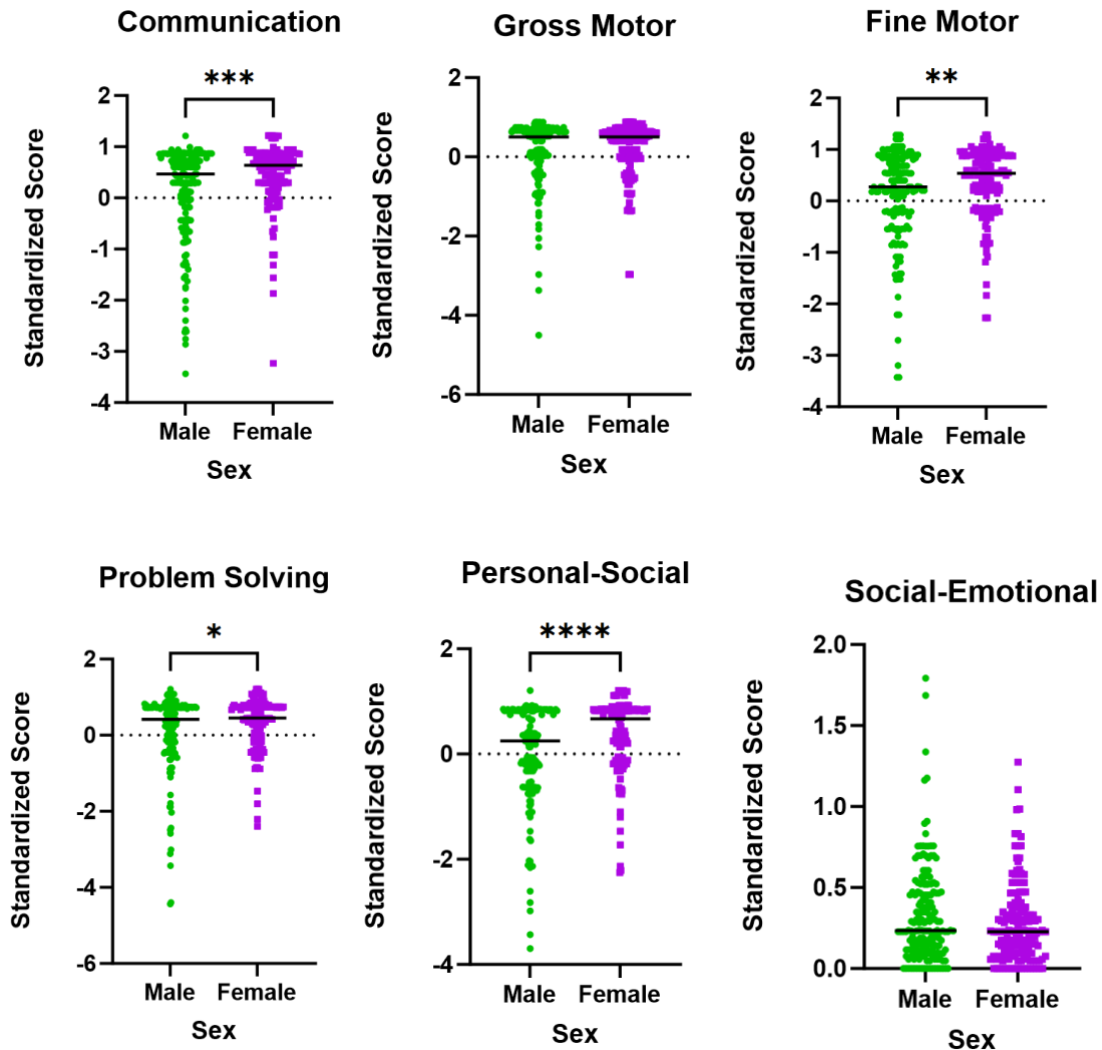 Communication
***
2
1
0
-1
-2
-3
-4
Standardized Score
Male Female
Sex
Gross Motor
2
0
-2
-4
-6
Standardized Score
Male Female
Sex
Fine Motor
**
2
1
0
-1
-2
-3
-4
Standardized Score
Male Female
Sex
Problem Solving
*
2
0
-2
-4
-6
Standardized Score
Male Female
Sex
Personal-Social
****
2
0
-2
-4
Standardized Score
Male Female
Sex
Social-Emotional
2.0
1.5
1.0
0.5
0.0
Standardized Score
Male Female
Sex